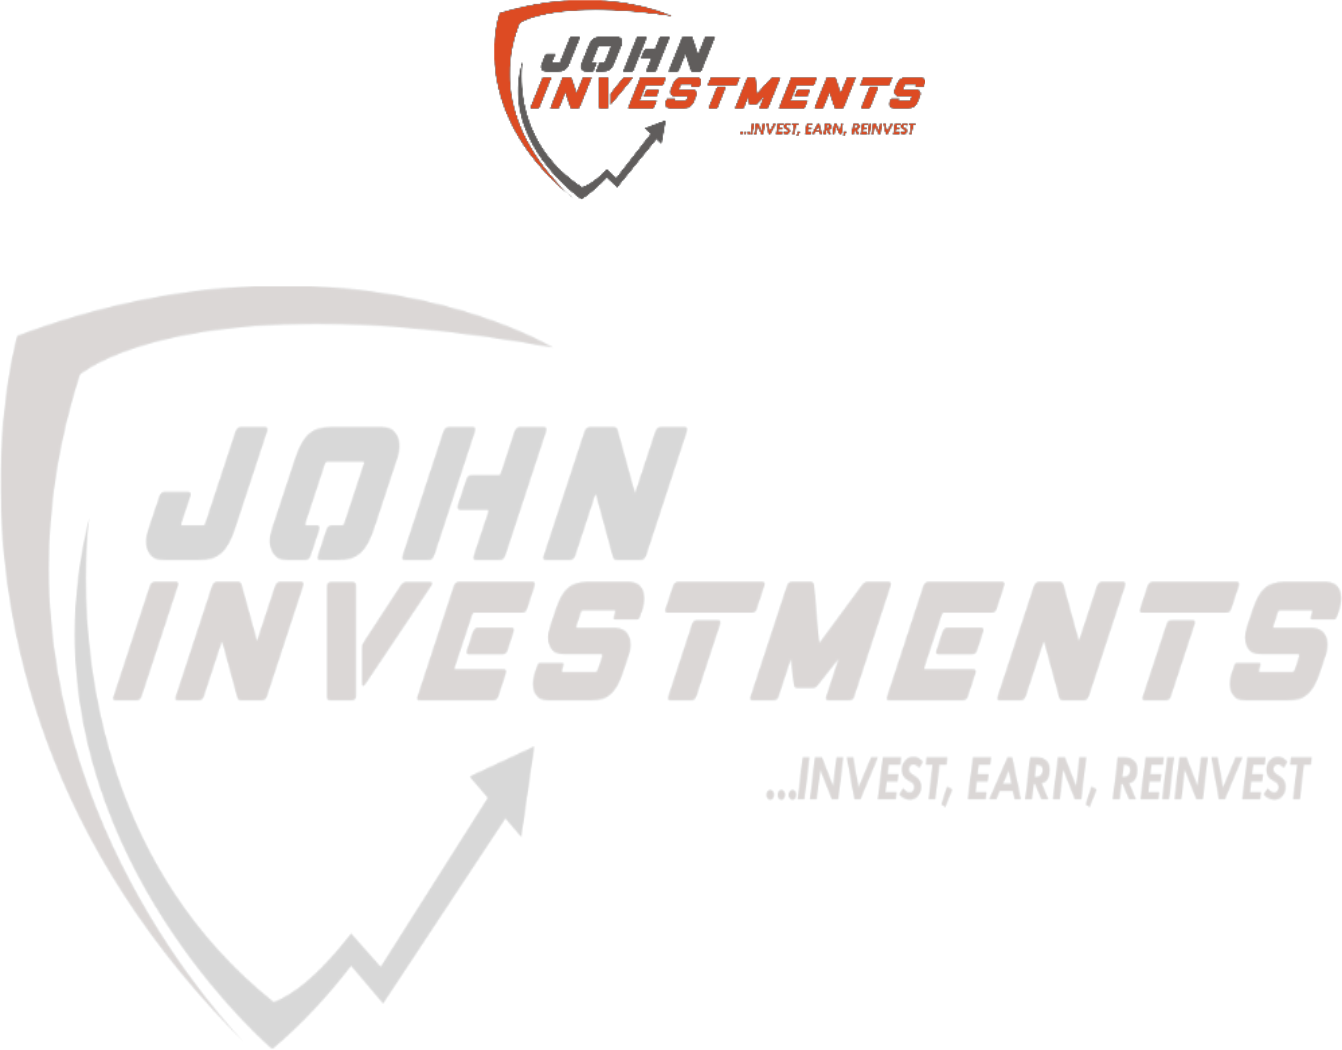 JOHN
INVESTMENTS
...INVEST, EARN, REINVEST
JOHN
INVESTMENTS
...INVEST, EARN, REINVEST